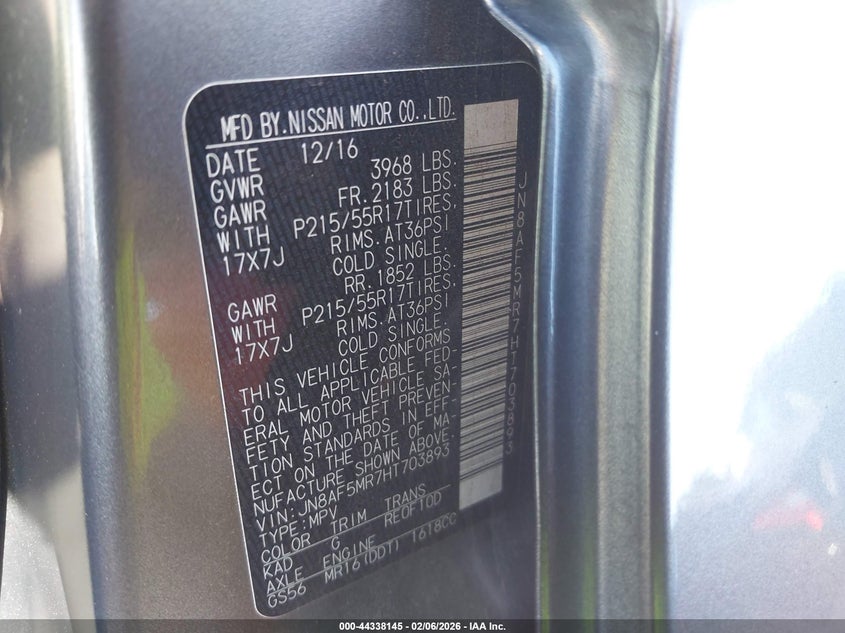 MFD BY.NISSAN MOTOR CO.,LTD.
DATE 12/16
GVWR 3968 LBS.
GAWR FR.2183 LBS.
WITH P215/55R17TIRES,
17X7J RIMS.AT36PSI
COLD SINGLE.
GAWR RR.1852 LBS.
WITH P215/55R17TIRES,
17X7J RIMS.AT36PSI
COLD SINGLE.
THIS VEHICLE CONFORMS
TO ALL APPLICABLE FED-
ERAL MOTOR VEHICLE SA-
FETY AND THEFT PREVEN-
TION STANDARDS IN EFF-
ECT ON THE DATE OF MA-
NUFACTURE SHOWN ABOVE.
VIN:JN8AF5MR7HT703893
TYPE:MPV
COLOR TRIM TRANS
KAD G RE0F10D
AXLE ENGINE
GS56 MR16(DDT) 1618CC
JN8AF5MR7HT703893
000-44338145 - 02/06/2026 - IAA Inc.